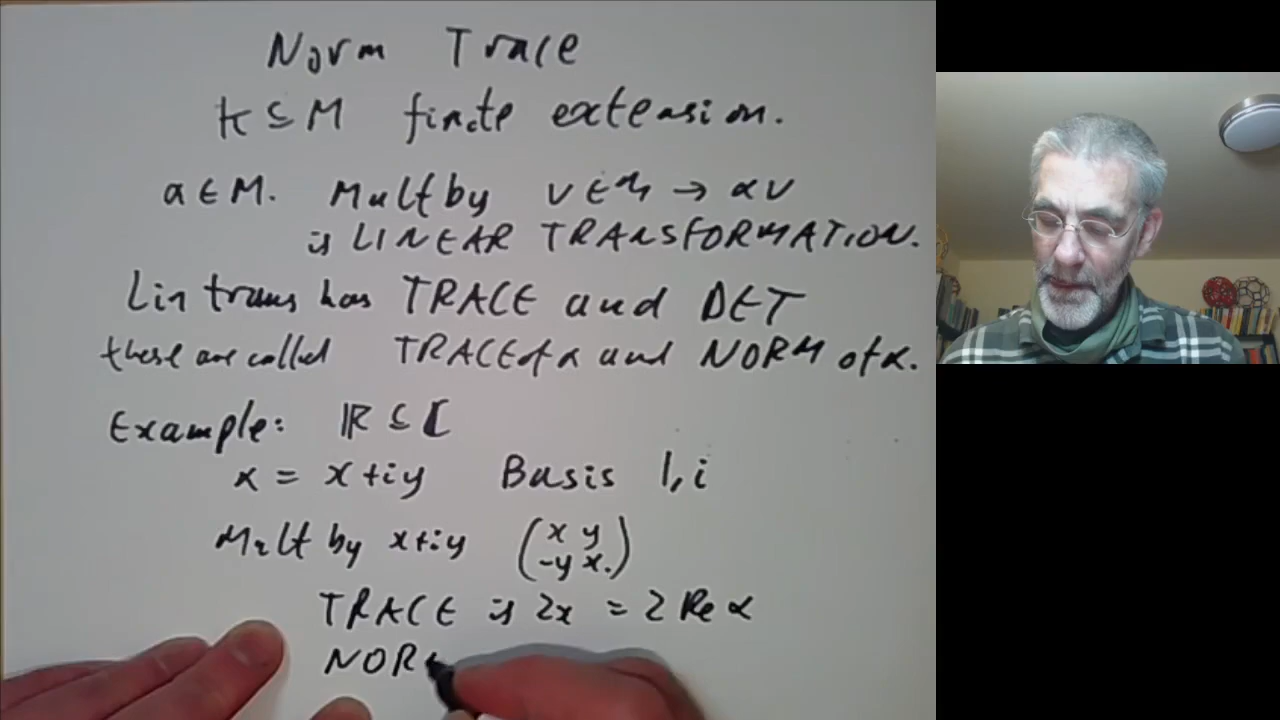 Norm Trace
K ⊆ M finite extension.
α ∈ M. Mult by v ∈ M → αv
is LINEAR TRANSFORMATION.
Lin trans has TRACE and DET
these are called TRACE of α and NORM of α.
Example: ℝ ⊆ ℂ
α = x+iy Basis 1, i
Mult by x+iy (x y
-y x.)
TRACE is 2x = 2 Re α
NOR